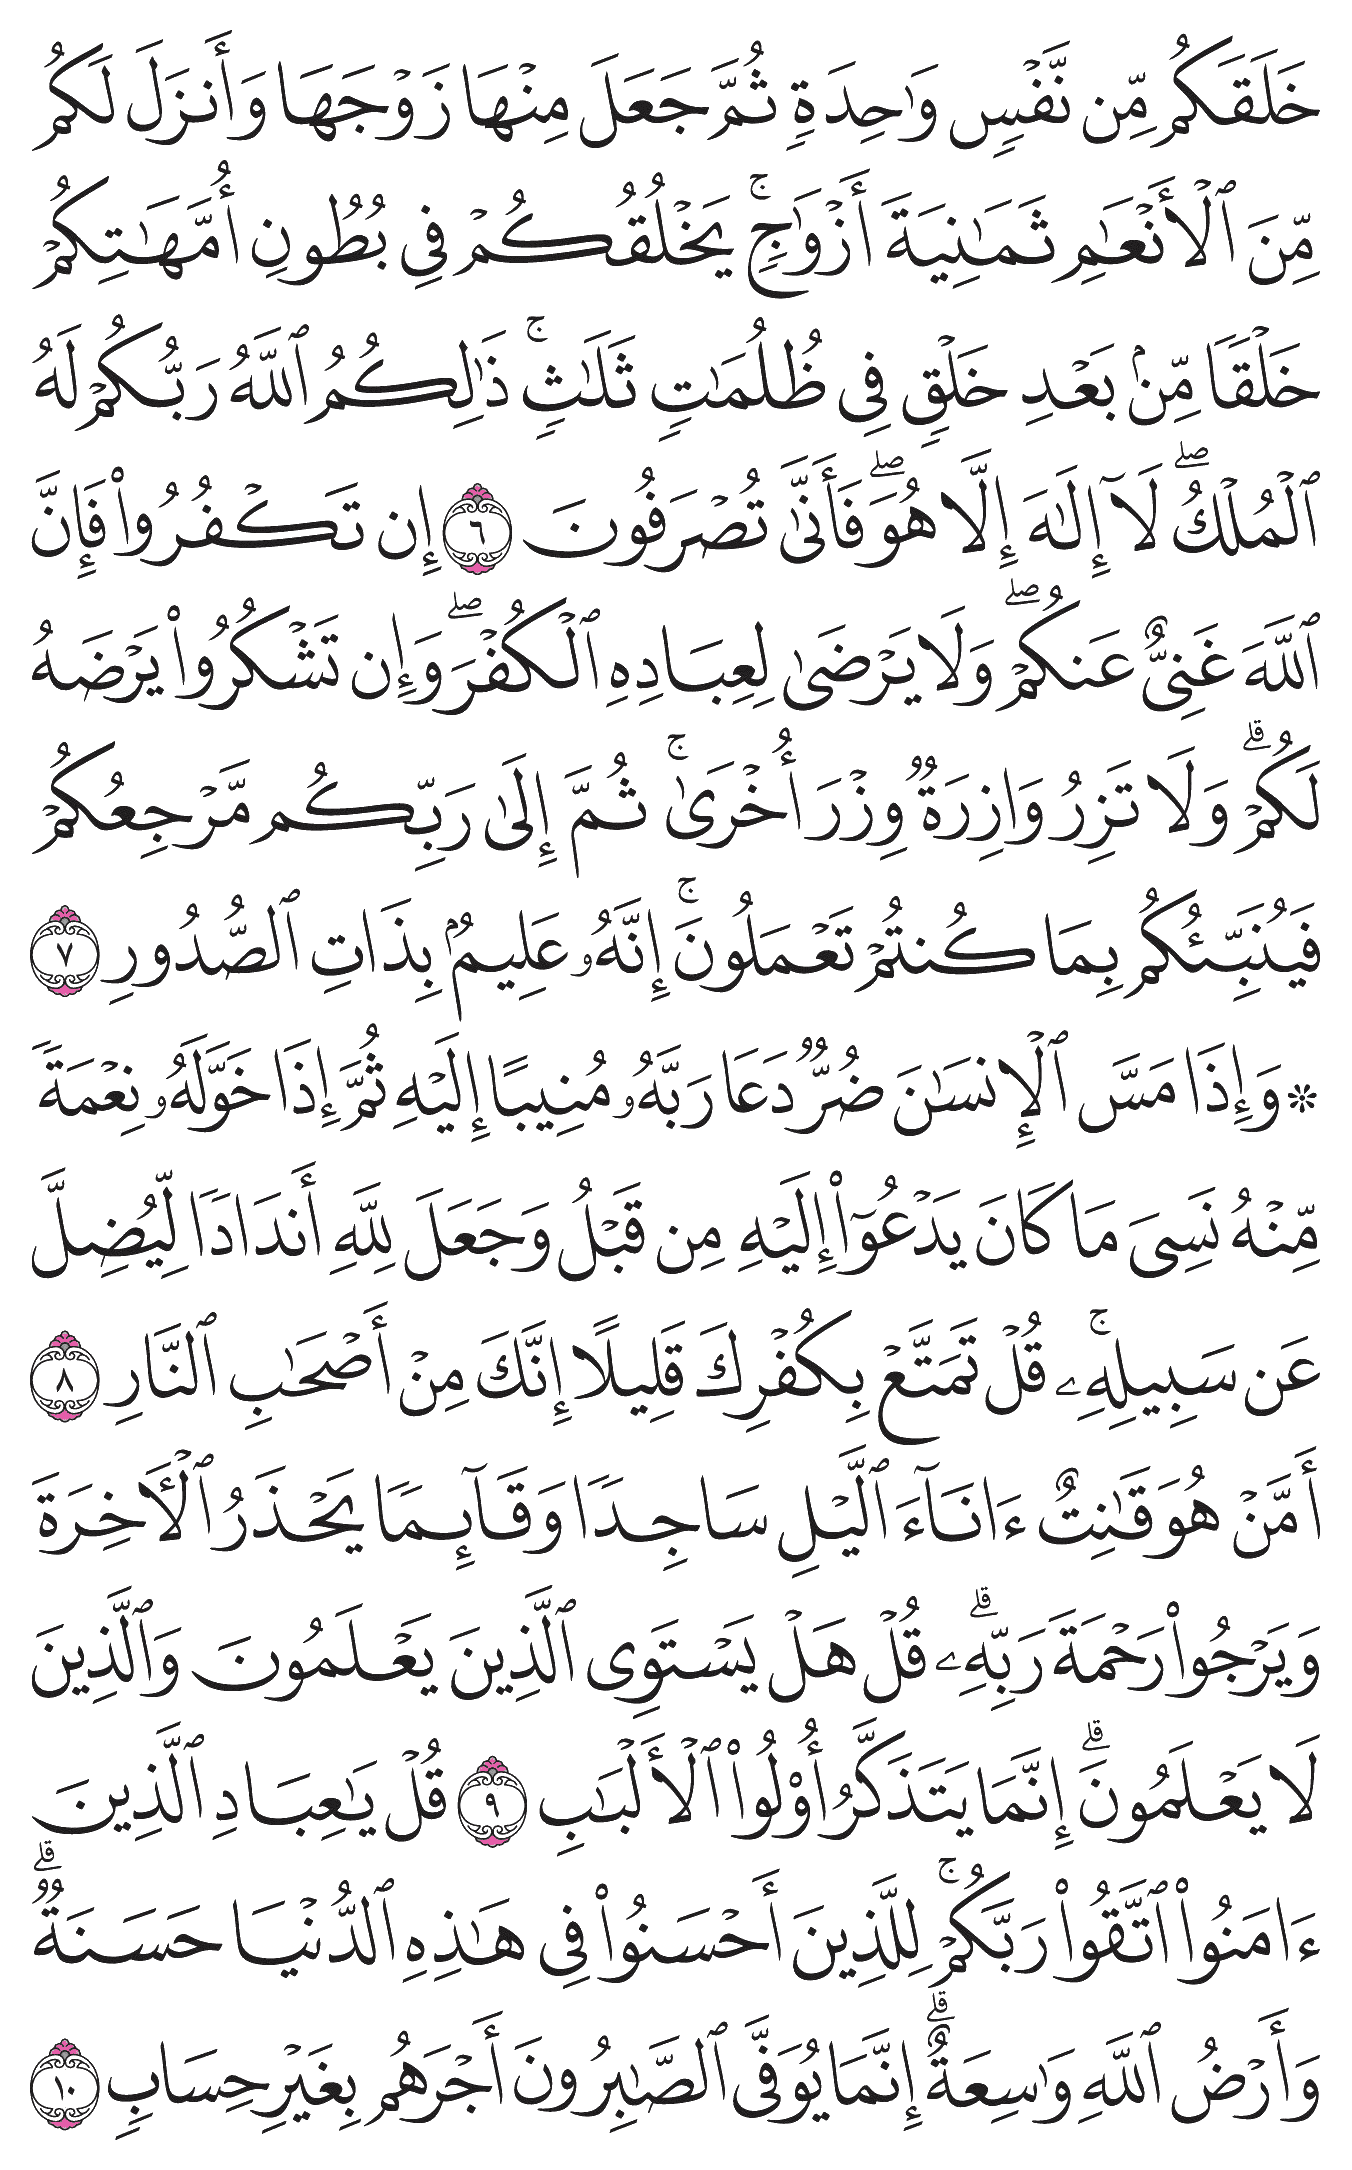 خَلَقَكُم مِّن نَّفْسٍ وَٰحِدَةٍ ثُمَّ جَعَلَ مِنْهَا زَوْجَهَا وَأَنزَلَ لَكُم
مِّنَ ٱلْأَنْعَٰمِ ثَمَٰنِيَةَ أَزْوَٰجٍ ۚ يَخْلُقُكُمْ فِى بُطُونِ أُمَّهَٰتِكُمْ
خَلْقًا مِّنۢ بَعْدِ خَلْقٍ فِى ظُلُمَٰتٍ ثَلَٰثٍ ۚ ذَٰلِكُمُ ٱللَّهُ رَبُّكُمْ لَهُ
ٱلْمُلْكُ ۖ لَآ إِلَٰهَ إِلَّا هُوَ ۖ فَأَنَّىٰ تُصْرَفُونَ ٦ إِن تَكْفُرُوا۟ فَإِنَّ
ٱللَّهَ غَنِىٌّ عَنكُمْ ۖ وَلَا يَرْضَىٰ لِعِبَادِهِ ٱلْكُفْرَ ۖ وَإِن تَشْكُرُوا۟ يَرْضَهُ
لَكُمْ ۗ وَلَا تَزِرُ وَازِرَةٌ وِزْرَ أُخْرَىٰ ۚ ثُمَّ إِلَىٰ رَبِّكُم مَّرْجِعُكُمْ
فَيُنَبِّئُكُم بِمَا كُنتُمْ تَعْمَلُونَ ۚ إِنَّهُۥ عَلِيمٌۢ بِذَاتِ ٱلصُّدُورِ ٧
۞ وَإِذَا مَسَّ ٱلْإِنسَٰنَ ضُرٌّ دَعَا رَبَّهُۥ مُنِيبًا إِلَيْهِ ثُمَّ إِذَا خَوَّلَهُۥ نِعْمَةً
مِّنْهُ نَسِىَ مَا كَانَ يَدْعُوٓا۟ إِلَيْهِ مِن قَبْلُ وَجَعَلَ لِلَّهِ أَندَادًا لِّيُضِلَّ
عَن سَبِيلِهِۦ ۚ قُلْ تَمَتَّعْ بِكُفْرِكَ قَلِيلًا إِنَّكَ مِنْ أَصْحَٰبِ ٱلنَّارِ ٨
أَمَّنْ هُوَ قَٰنِتٌ ءَانَآءَ ٱلَّيْلِ سَاجِدًا وَقَآئِمًا يَحْذَرُ ٱلْءَاخِرَةَ
وَيَرْجُوا۟ رَحْمَةَ رَبِّهِۦ ۗ قُلْ هَلْ يَسْتَوِى ٱلَّذِينَ يَعْلَمُونَ وَٱلَّذِينَ
لَا يَعْلَمُونَ ۗ إِنَّمَا يَتَذَكَّرُ أُو۟لُوا۟ ٱلْأَلْبَٰبِ ٩ قُلْ يَٰعِبَادِ ٱلَّذِينَ
ءَامَنُوا۟ ٱتَّقُوا۟ رَبَّكُمْ ۚ لِلَّذِينَ أَحْسَنُوا۟ فِى هَٰذِهِ ٱلدُّنْيَا حَسَنَةٌ ۗ
وَأَرْضُ ٱللَّهِ وَٰسِعَةٌ ۗ إِنَّمَا يُوَفَّى ٱلصَّٰبِرُونَ أَجْرَهُم بِغَيْرِ حِسَابٍ ١٠